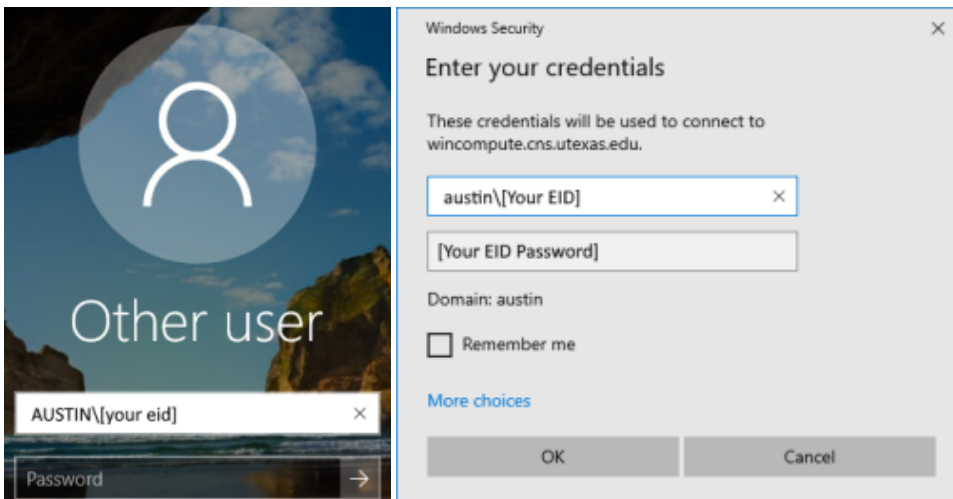 Other user
AUSTIN\[your eid]
Password
Windows Security
Enter your credentials
These credentials will be used to connect to
wincompute.cns.utexas.edu.
austin\[Your EID]
[Your EID Password]
Domain: austin
Remember me
More choices
OK
Cancel